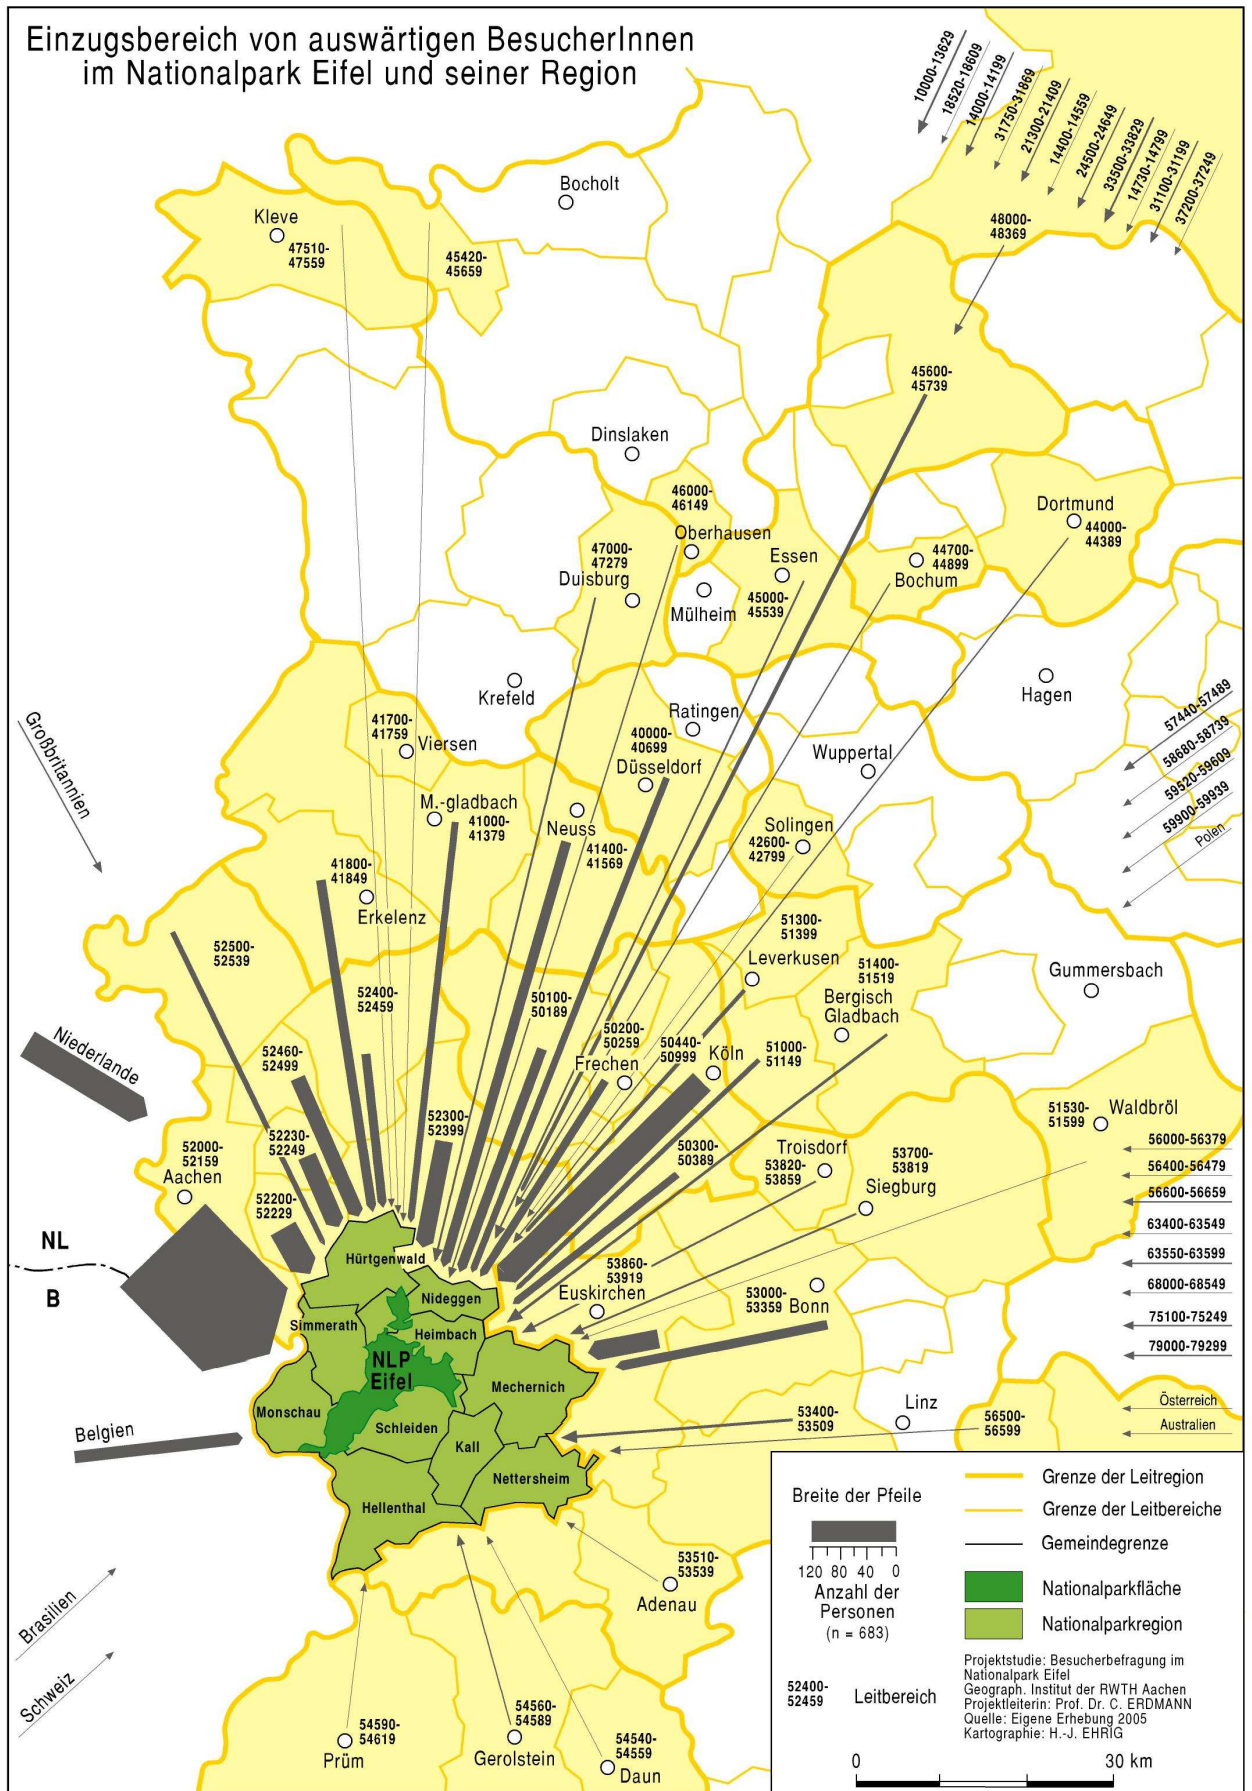 Einzugsbereich von auswärtigen BesucherInnen
im Nationalpark Eifel und seiner Region
10000-13629
18520-18609
14000-14199
31750-31869
21300-21409
14400-14559
24500-24649
33500-33829
14730-14799
31100-31199
37200-37249
Bocholt
Kleve
47510-
47559
45420-
45659
48000-
48369
45600-
45739
Dinslaken
46000-
46149
Oberhausen
Dortmund
44000-
44389
47000-
47279
Duisburg
Essen
45000-
45539
44700-
44899
Bochum
Mülheim
Krefeld
Hagen
Ratingen
57440-57489
58680-58739
59520-59609
59900-59939
Polen
Großbritannien
41700-
41759
Viersen
40000-
40699
Düsseldorf
Wuppertal
M.-gladbach
41000-
41379
Neuss
41400-
41569
Solingen
42600-
42799
41800-
41849
Erkelenz
52500-
52539
51300-
51399
Leverkusen
51400-
51519
Bergisch
Gladbach
Gummersbach
52400-
52459
50100-
50189
50200-
50259
Frechen
50440-
50999
Köln
51000-
51149
Niederlande
52460-
52499
52300-
52399
52230-
52249
51530-
51599
Waldbröl
52000-
52159
Aachen
50300-
50389
Troisdorf
53820-
53859
53700-
53819
Siegburg
56000-56379
56400-56479
56600-56659
63400-63549
63550-63599
68000-68549
75100-75249
79000-79299
Österreich
Australien
52200-
52229
NL
B
Hürtgenwald
Nideggen
53860-
53919
Euskirchen
53000-
53359
Bonn
Simmerath
Heimbach
NLP
Eifel
Mechernich
Monschau
Schleiden
Kall
Nettersheim
Hellenthal
Belgien
53400-
53509
Linz
56500-
56599
53510-
53539
Adenau
Brasilien
Schweiz
54590-
54619
Prüm
54560-
54589
Gerolstein
54540-
54559
Daun
Breite der Pfeile
120 80 40 0
Anzahl der
Personen
(n = 683)
52400-
52459
Leitbereich
Grenze der Leitregion
Grenze der Leitbereiche
Gemeindegrenze
Nationalparkfläche
Nationalparkregion
Projektstudie: Besucherbefragung im
Nationalpark Eifel
Geograph. Institut der RWTH Aachen
Projektleiterin: Prof. Dr. C. ERDMANN
Quelle: Eigene Erhebung 2005
Kartographie: H.-J. EHRIG
0 30 km